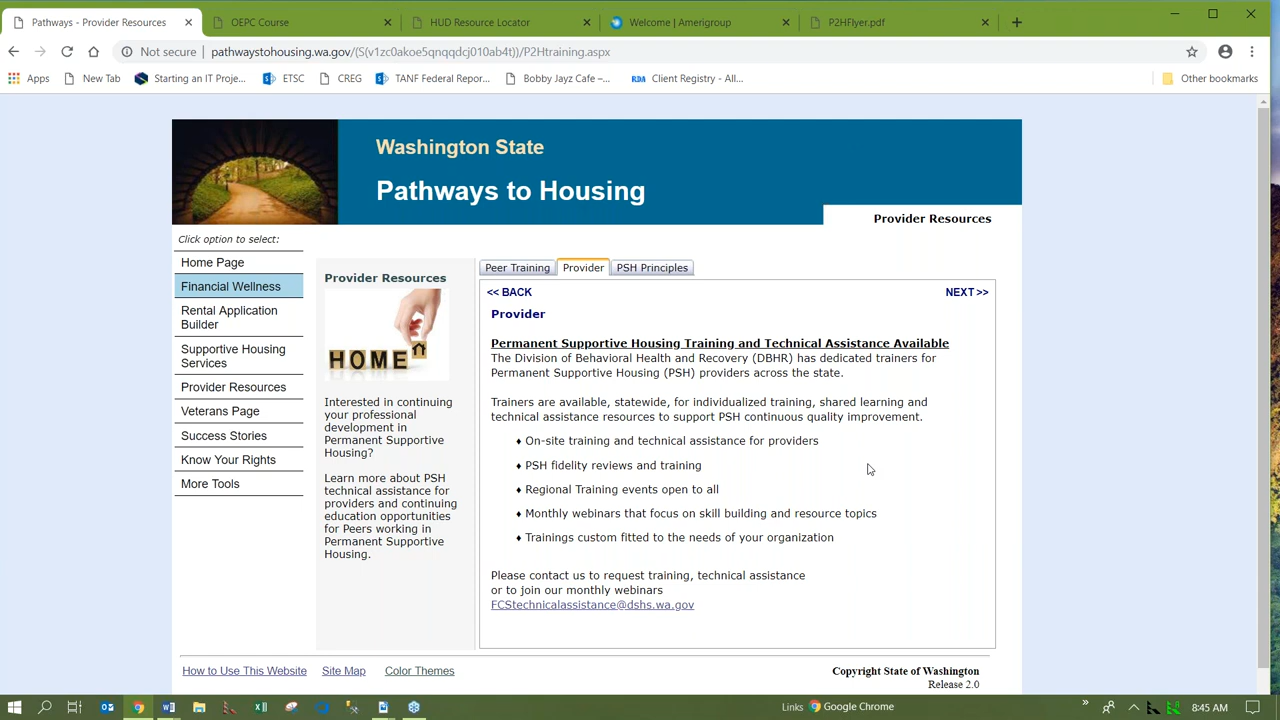 Pathways - Provider Resources
OEPC Course
HUD Resource Locator
Welcome | Amerigroup
P2HFlyer.pdf
Not secure | pathwaystohousing.wa.gov/(S(v1zc0akoe5qnqqdcj010ab4t))/P2Htraining.aspx
Apps
New Tab
Starting an IT Proje...
ETSC
CREG
TANF Federal Repor...
Bobby Jayz Cafe –...
RDA Client Registry - Al...
Other bookmarks
Washington State
Pathways to Housing
Provider Resources
Click option to select:
Home Page
Financial Wellness
Rental Application
Builder
Supportive Housing
Services
Provider Resources
Veterans Page
Success Stories
Know Your Rights
More Tools
Provider Resources
HOME
Interested in continuing
your professional
development in
Permanent Supportive
Housing?
Learn more about PSH
technical assistance for
providers and continuing
education opportunities
for Peers working in
Permanent Supportive
Housing.
Peer Training
Provider
PSH Principles
<< BACK
NEXT >>
Provider
Permanent Supportive Housing Training and Technical Assistance Available
The Division of Behavioral Health and Recovery (DBHR) has dedicated trainers for
Permanent Supportive Housing (PSH) providers across the state.
Trainers are available, statewide, for individualized training, shared learning and
technical assistance resources to support PSH continuous quality improvement.
♦ On-site training and technical assistance for providers
♦ PSH fidelity reviews and training
♦ Regional Training events open to all
♦ Monthly webinars that focus on skill building and resource topics
♦ Trainings custom fitted to the needs of your organization
Please contact us to request training, technical assistance
or to join our monthly webinars
FCStechnicalassistance@dshs.wa.gov
How to Use This Website
Site Map
Color Themes
Copyright State of Washington
Release 2.0
Links
Google Chrome
8:45 AM